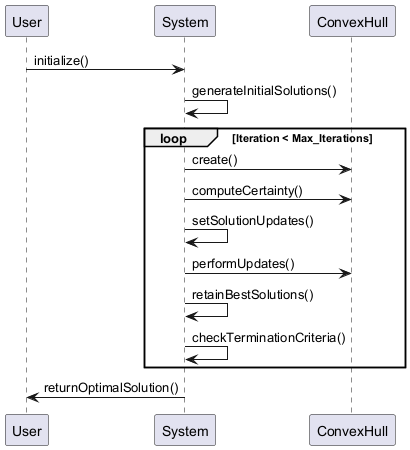 User System ConvexHull
initialize()
generateInitialSolutions()
loop [Iteration < Max_Iterations]
create()
computeCertainty()
setSolutionUpdates()
performUpdates()
retainBestSolutions()
checkTerminationCriteria()
returnOptimalSolution()
User System ConvexHull